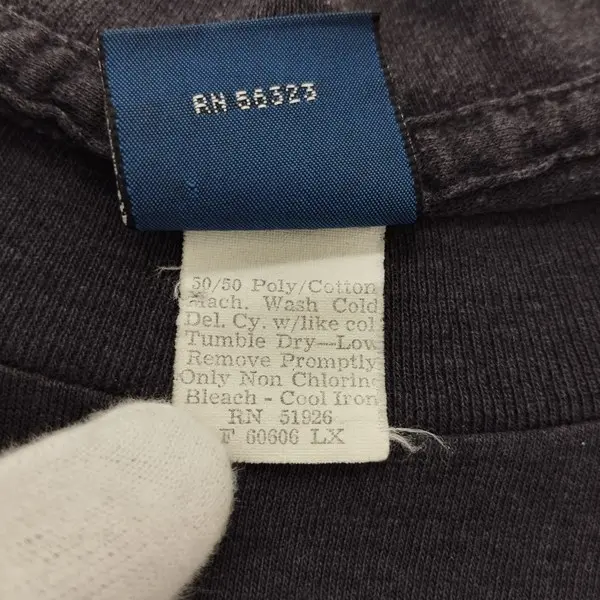 RN 56323
50/50 Poly/Cotton
Mach. Wash Cold
Del. Cy. w/like col
Tumble Dry—Low
Remove Promptly
Only Non Chlorin
Bleach - Cool Iron
RN 51926
F 60606 LX